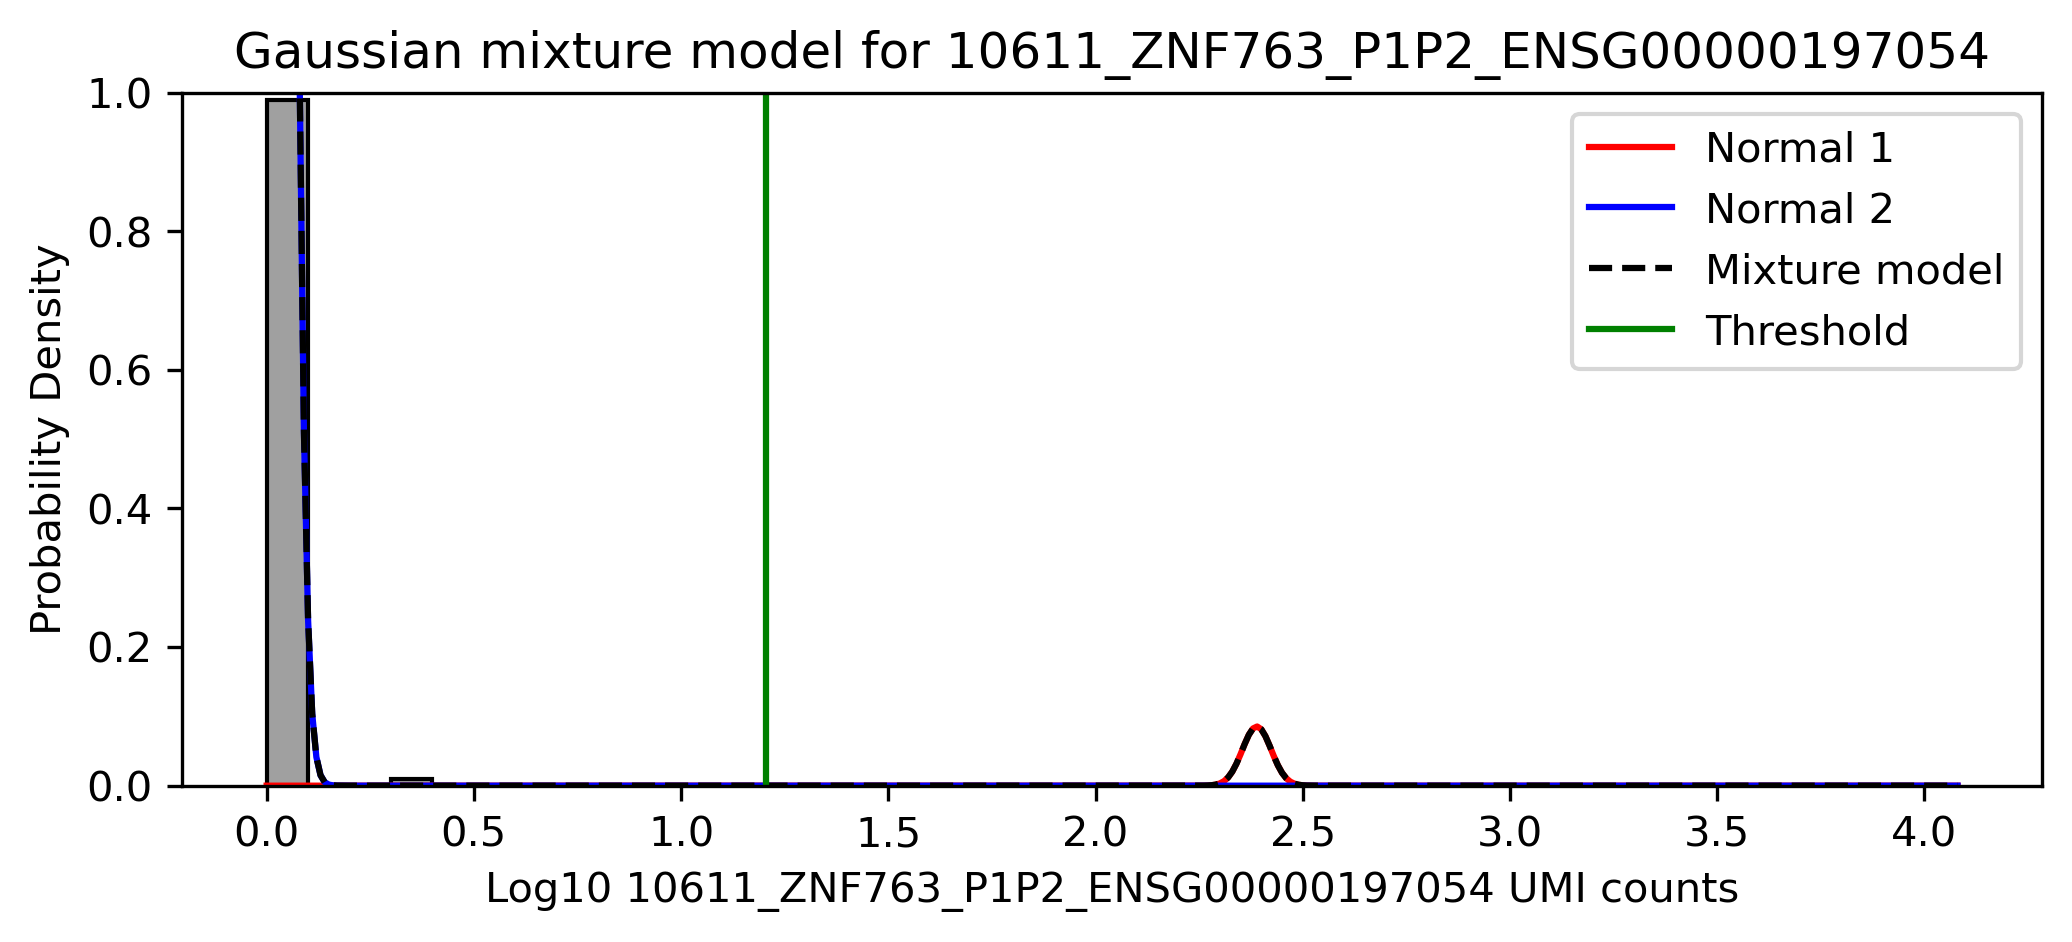 Gaussian mixture model for 10611_ZNF763_P1P2_ENSG00000197054
Probability Density
1.0
0.8
0.6
0.4
0.2
0.0
Normal 1
Normal 2
Mixture model
Threshold
0.0 0.5 1.0 1.5 2.0 2.5 3.0 3.5 4.0
Log10 10611_ZNF763_P1P2_ENSG00000197054 UMI counts